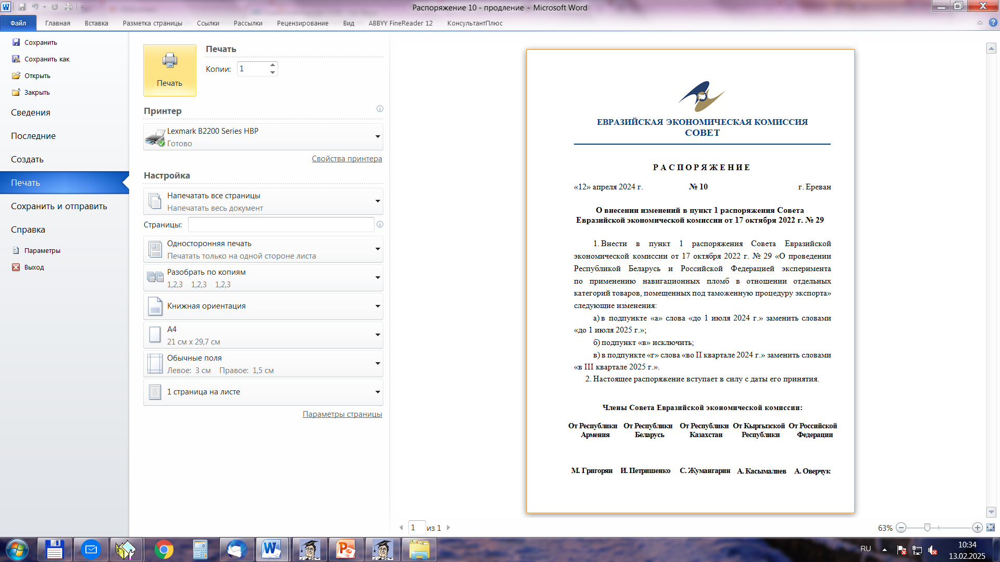 Распоряжение 10 - продление - Microsoft Word
Файл Главная Вставка Разметка страницы Ссылки Рассылки Рецензирование Вид ABBYY FineReader 12 КонсультантПлюс
Сохранить
Сохранить как
Открыть
Закрыть
Сведения
Последние
Создать
Печать
Сохранить и отправить
Справка
Параметры
Выход
Печать
Печать
Копии: 1
Принтер
Lexmark B2200 Series HBP
Готово
Свойства принтера
Настройка
Напечатать все страницы
Напечатать весь документ
Страницы:
Односторонняя печать
Печатать только на одной стороне листа
Разобрать по копиям
1,2,3 1,2,3 1,2,3
Книжная ориентация
A4
21 см x 29,7 см
Обычные поля
Левое: 3 см Правое: 1,5 см
1 страница на листе
Параметры страницы
ЕВРАЗИЙСКАЯ ЭКОНОМИЧЕСКАЯ КОМИССИЯ
СОВЕТ
РАСПОРЯЖЕНИЕ
«12» апреля 2024 г. № 10 г. Ереван
О внесении изменений в пункт 1 распоряжения Совета
Евразийской экономической комиссии от 17 октября 2022 г. № 29
1. Внести в пункт 1 распоряжения Совета Евразийской
экономической комиссии от 17 октября 2022 г. № 29 «О проведении
Республикой Беларусь и Российской Федерацией эксперимента
по применению навигационных пломб в отношении отдельных
категорий товаров, помещенных под таможенную процедуру экспорта»
следующие изменения:
а) в подпункте «а» слова «до 1 июля 2024 г.» заменить словами
«до 1 июля 2025 г.»;
б) подпункт «в» исключить;
в) в подпункте «г» слова «во II квартале 2024 г.» заменить словами
«в III квартале 2025 г.».
2. Настоящее распоряжение вступает в силу с даты его принятия.
Члены Совета Евразийской экономической комиссии:
От Республики От Республики От Республики От Кыргызской От Российской
Армения Беларусь Казахстан Республики Федерации
М. Григорян И. Петришенко С. Жумангарин А. Касымалиев А. Оверчук
1 из 1
63%
RU
10:34
13.02.2025